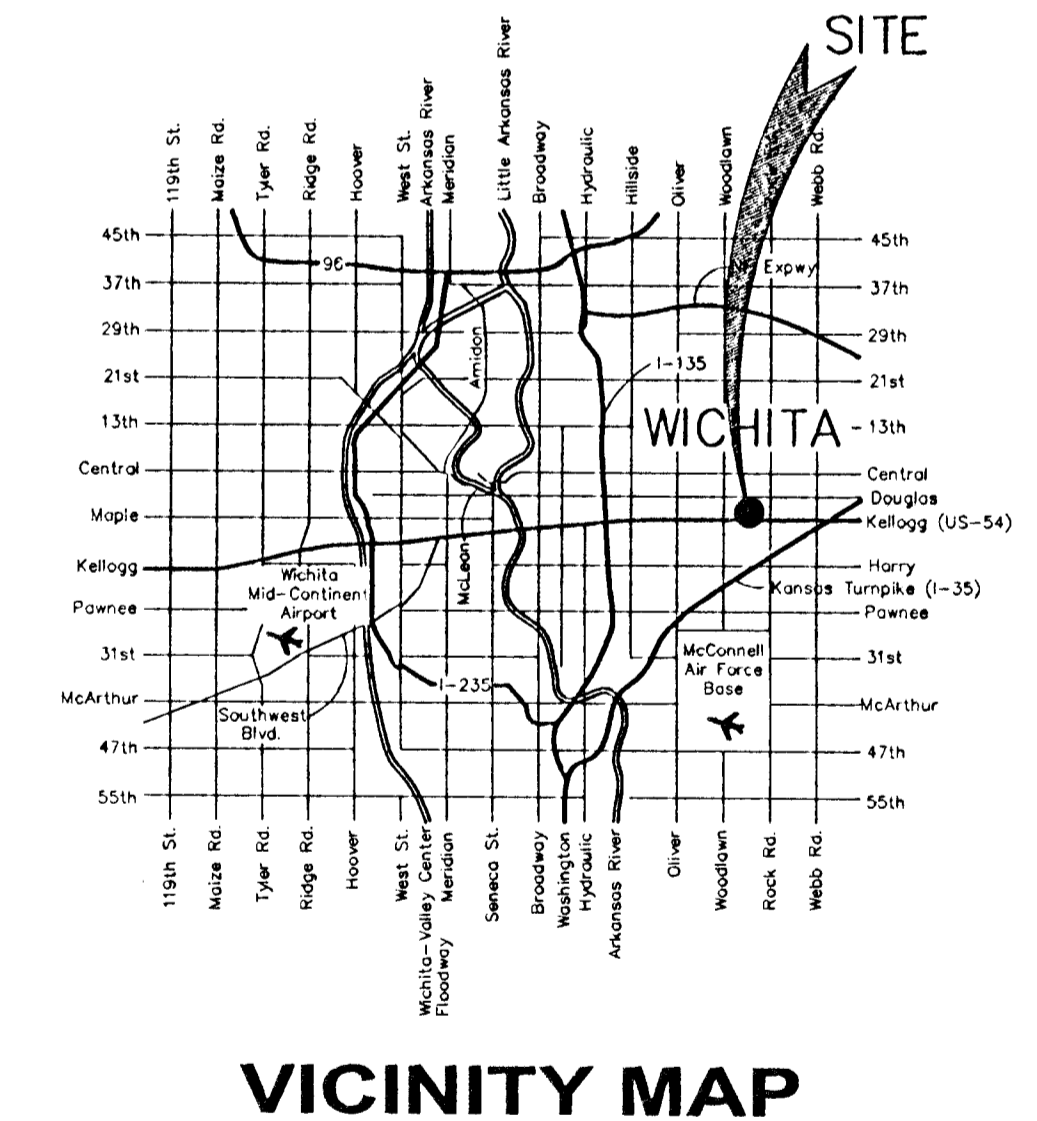 SITE
119th St.
Maize Rd.
Tyler Rd.
Ridge Rd.
Hoover
West St.
Arkansas River
Meridian
Little Arkansas River
Broadway
Hydraulic
Hillside
Oliver
Woodlawn
Webb Rd.
45th
45th
96
Expwy
37th
37th
29th
29th
Amidon
I-135
21st
21st
13th
WICHITA
13th
Central
Central
Douglas
Maple
Kellogg (US-54)
Kellogg
McLean
Harry
Wichita
Mid-Continent
Airport
Kansas Turnpike (I-35)
Pawnee
Pawnee
31st
McConnell
Air Force
Base
31st
I-235
McArthur
McArthur
Southwest
Blvd.
47th
47th
55th
55th
119th St.
Maize Rd.
Tyler Rd.
Ridge Rd.
Hoover
West St.
Wichita-Valley Center
Floodway
Meridian
Seneca St.
Broadway
Washington
Hydraulic
Arkansas River
Oliver
Woodlawn
Rock Rd.
Webb Rd.
VICINITY MAP